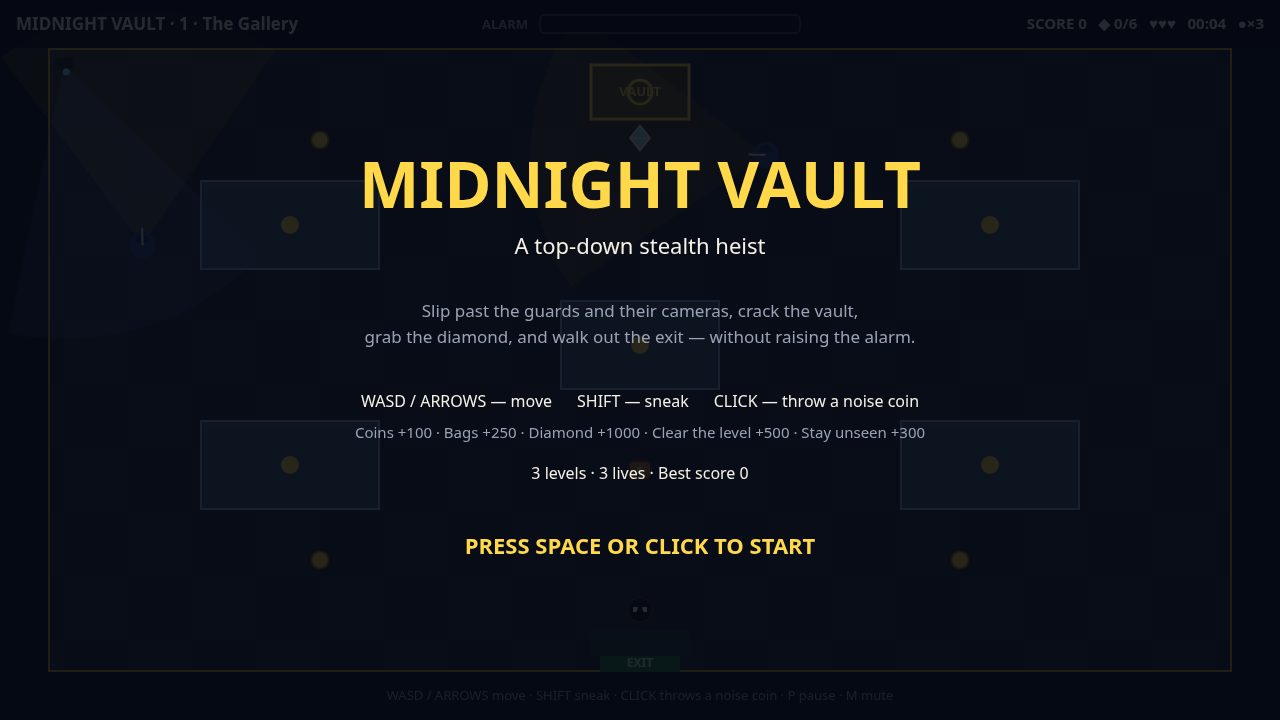 MIDNIGHT VAULT · 1 · The Gallery
ALARM
SCORE 0 ◆ 0/6 ♥♥♥ 00:04 ●×3
VAULT
MIDNIGHT VAULT
A top-down stealth heist
Slip past the guards and their cameras, crack the vault,
grab the diamond, and walk out the exit — without raising the alarm.
WASD / ARROWS — move SHIFT — sneak CLICK — throw a noise coin
Coins +100 · Bags +250 · Diamond +1000 · Clear the level +500 · Stay unseen +300
3 levels · 3 lives · Best score 0
PRESS SPACE OR CLICK TO START
EXIT
WASD / ARROWS move · SHIFT sneak · CLICK throws a noise coin · P pause · M mute